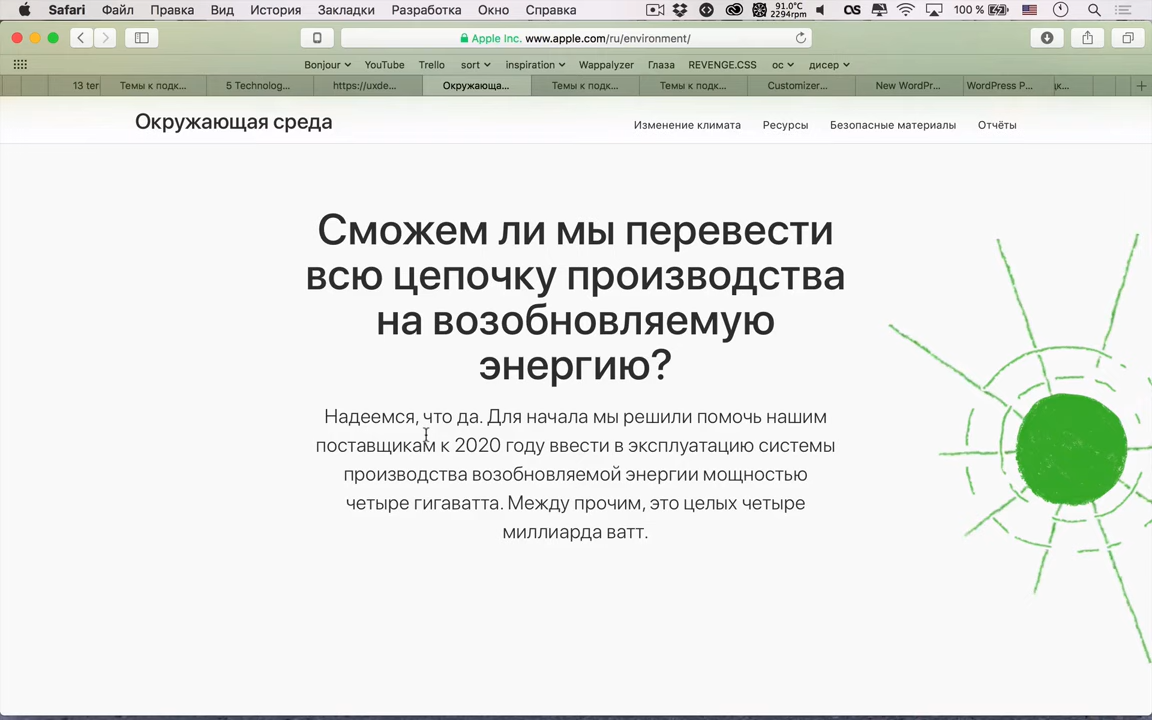 Safari Файл Правка Вид История Закладки Разработка Окно Справка 91.0°C 2294rpm 100 %
Apple Inc. www.apple.com/ru/environment/
Bonjour YouTube Trello sort inspiration Wappalyzer Глаза REVENGE.CSS ос дисер
13 ter Темы к подк... 5 Technolog... https://uxde... Окружающа... Темы к подк... Темы к подк... Customizer... New WordPr... WordPress P...
Окружающая среда Изменение климата Ресурсы Безопасные материалы Отчёты
Сможем ли мы перевести
всю цепочку производства
на возобновляемую
энергию?
Надеемся, что да. Для начала мы решили помочь нашим
поставщикам к 2020 году ввести в эксплуатацию системы
производства возобновляемой энергии мощностью
четыре гигаватта. Между прочим, это целых четыре
миллиарда ватт.